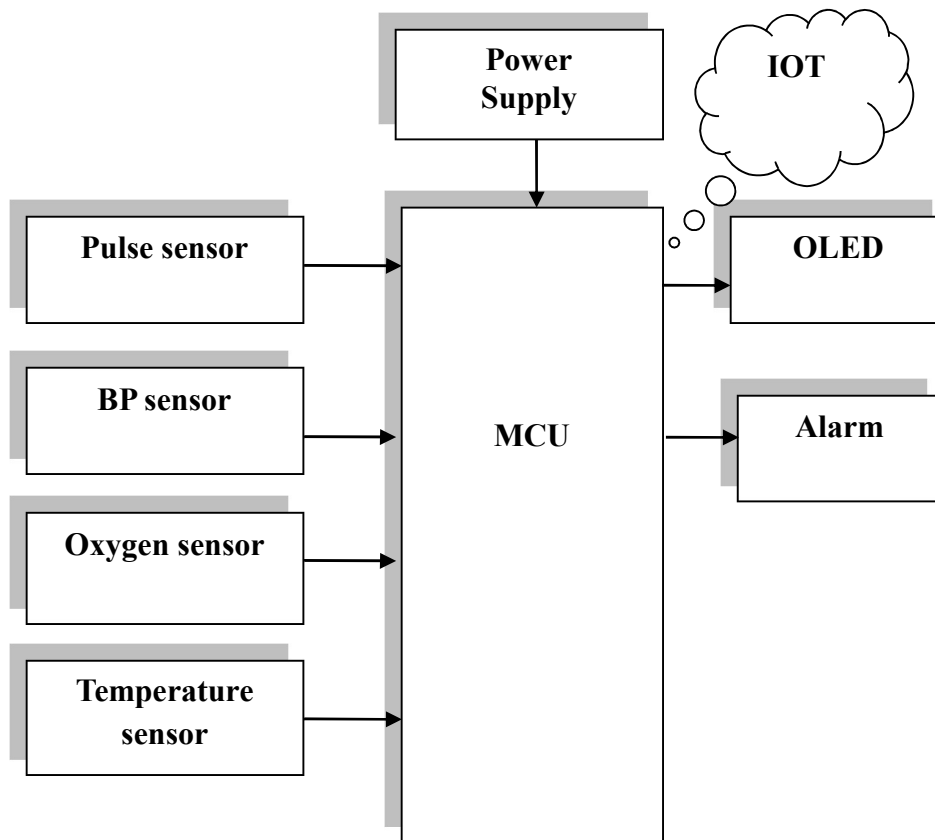 Power
Supply
IOT
Pulse sensor
OLED
BP sensor
MCU
Alarm
Oxygen sensor
Temperature
sensor